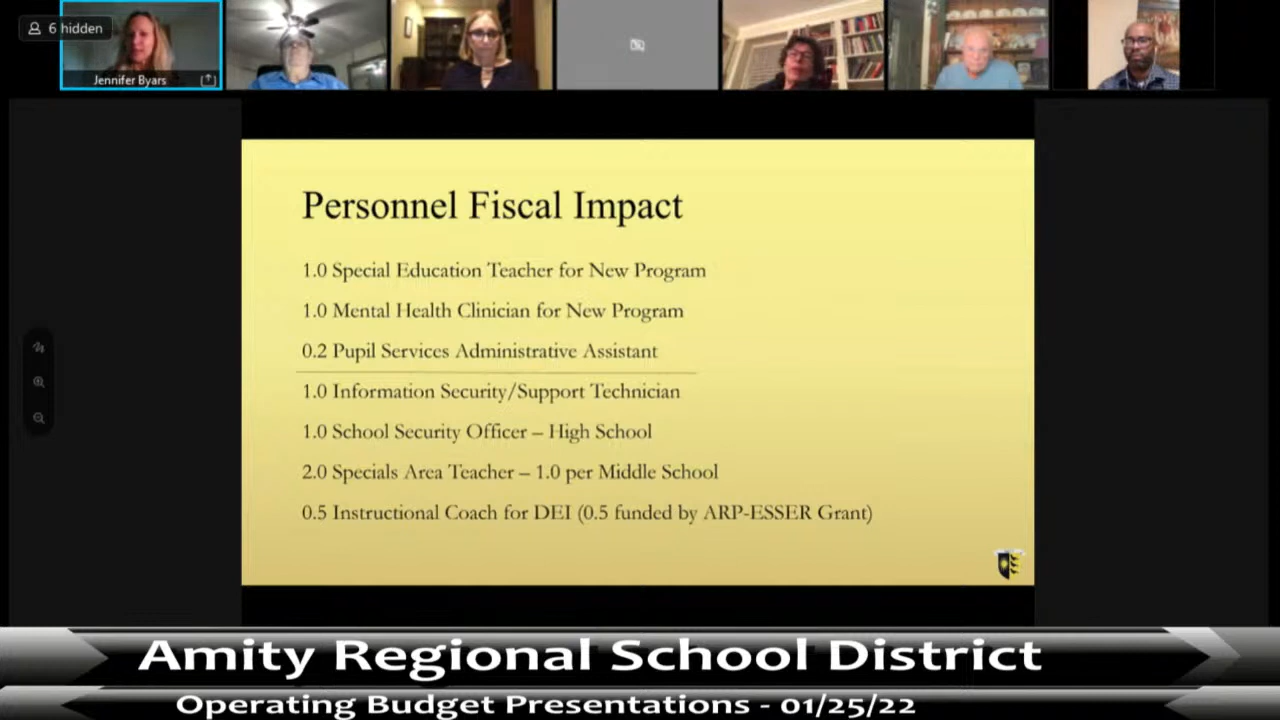 6 hidden
Jennifer Byars
Personnel Fiscal Impact
1.0 Special Education Teacher for New Program
1.0 Mental Health Clinician for New Program
0.2 Pupil Services Administrative Assistant
1.0 Information Security/Support Technician
1.0 School Security Officer – High School
2.0 Specials Area Teacher – 1.0 per Middle School
0.5 Instructional Coach for DEI (0.5 funded by ARP-ESSER Grant)
Amity Regional School District
Operating Budget Presentations - 01/25/22